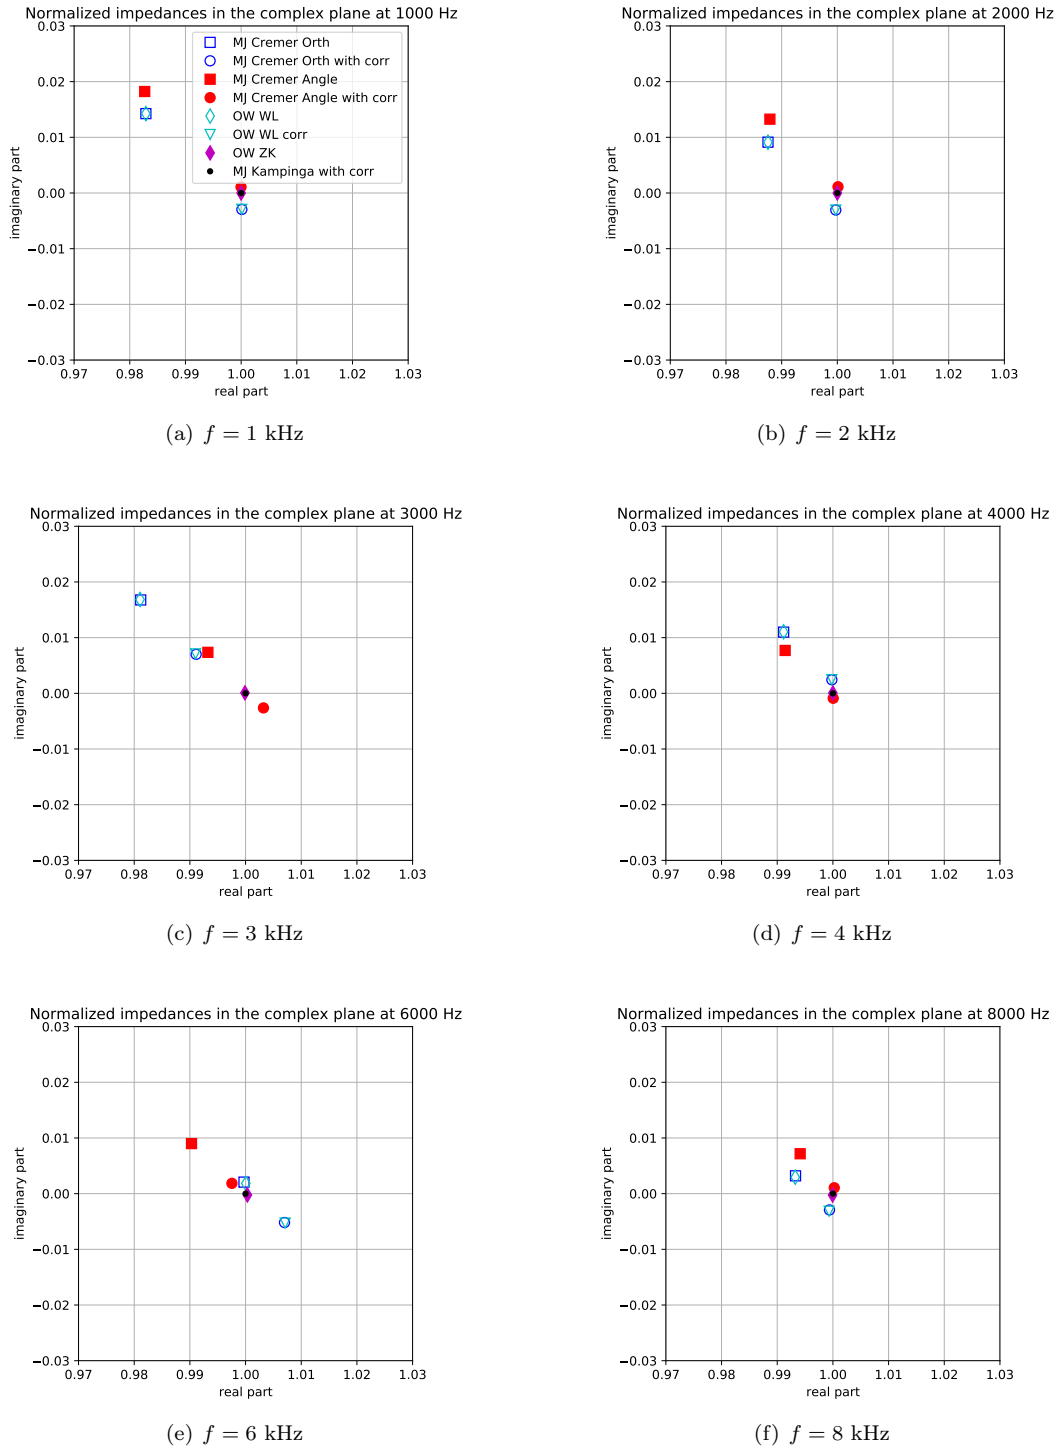 Normalized impedances in the complex plane at 1000 Hz
MJ Cremer Orth
MJ Cremer Orth with corr
MJ Cremer Angle
MJ Cremer Angle with corr
OW WL
OW WL corr
OW ZK
MJ Kampinga with corr
0.03
0.02
0.01
0.00
−0.01
−0.02
−0.03
imaginary part
0.97 0.98 0.99 1.00 1.01 1.02 1.03
real part
(a) f = 1 kHz
Normalized impedances in the complex plane at 2000 Hz
0.03
0.02
0.01
0.00
−0.01
−0.02
−0.03
imaginary part
0.97 0.98 0.99 1.00 1.01 1.02 1.03
real part
(b) f = 2 kHz
Normalized impedances in the complex plane at 3000 Hz
0.03
0.02
0.01
0.00
−0.01
−0.02
−0.03
imaginary part
0.97 0.98 0.99 1.00 1.01 1.02 1.03
real part
(c) f = 3 kHz
Normalized impedances in the complex plane at 4000 Hz
0.03
0.02
0.01
0.00
−0.01
−0.02
−0.03
imaginary part
0.97 0.98 0.99 1.00 1.01 1.02 1.03
real part
(d) f = 4 kHz
Normalized impedances in the complex plane at 6000 Hz
0.03
0.02
0.01
0.00
−0.01
−0.02
−0.03
imaginary part
0.97 0.98 0.99 1.00 1.01 1.02 1.03
real part
(e) f = 6 kHz
Normalized impedances in the complex plane at 8000 Hz
0.03
0.02
0.01
0.00
−0.01
−0.02
−0.03
imaginary part
0.97 0.98 0.99 1.00 1.01 1.02 1.03
real part
(f) f = 8 kHz